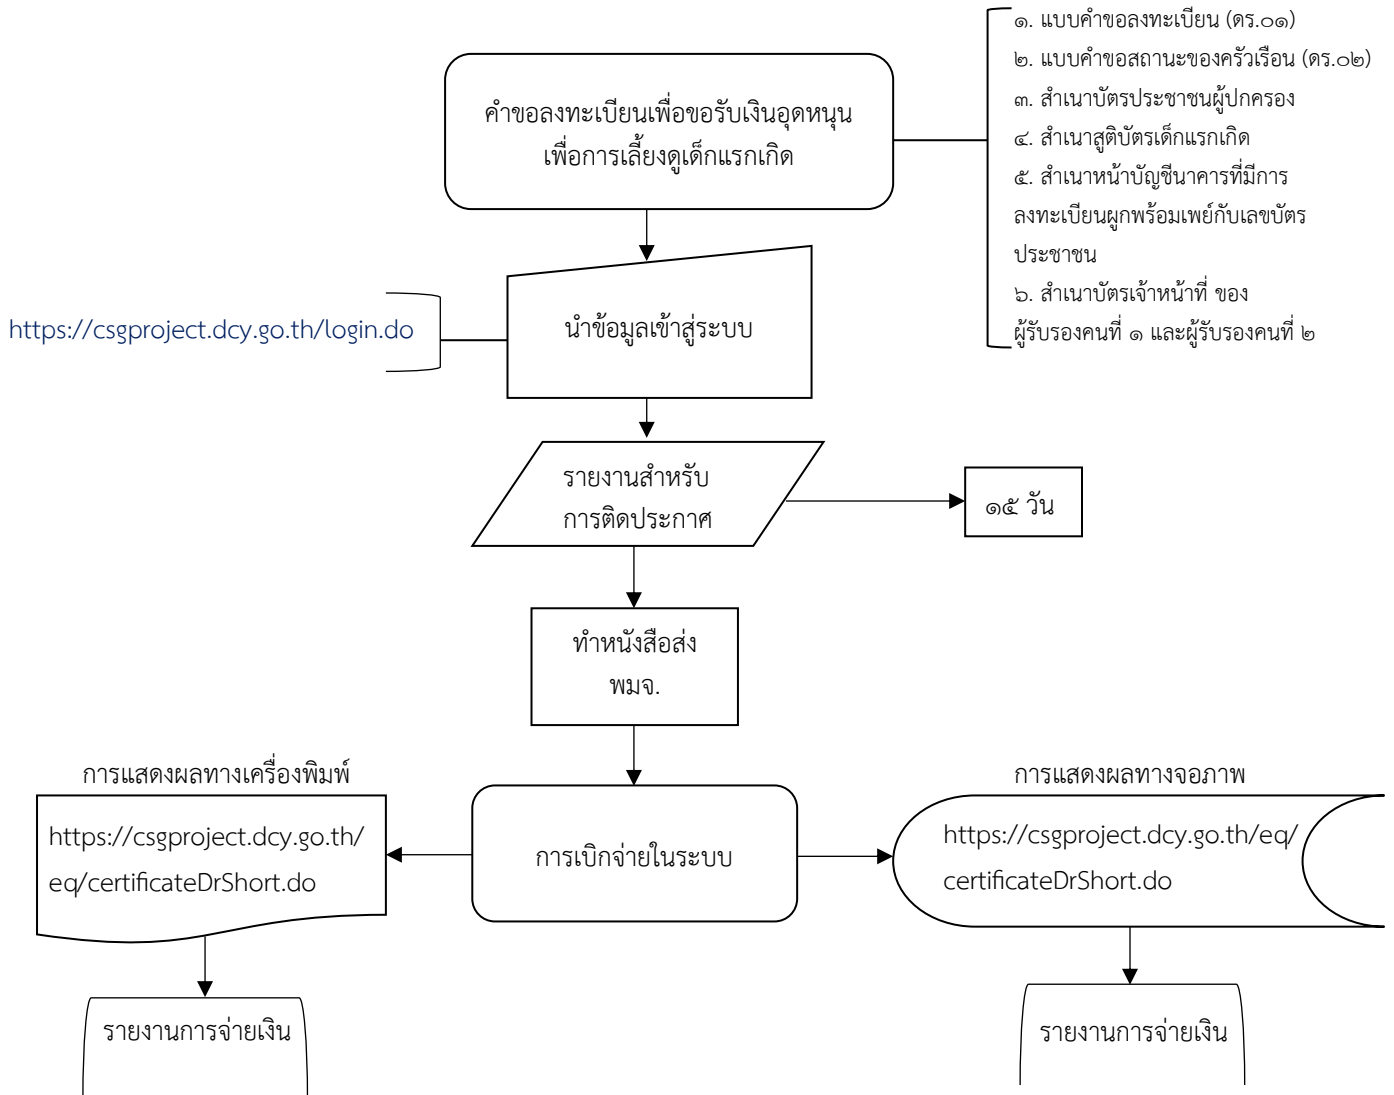 ๑. แบบคำขอลงทะเบียน (ดร.๐๑)
๒. แบบคำขอสถานะของครัวเรือน (ดร.๐๒)
๓. สำเนาบัตรประชาชนผู้ปกครอง
๔. สำเนาสูติบัตรเด็กแรกเกิด
๕. สำเนาหน้าบัญชีนาคารที่มีการ
ลงทะเบียนผูกพร้อมเพย์กับเลขบัตร
ประชาชน
๖. สำเนาบัตรเจ้าหน้าที่ ของ
ผู้รับรองคนที่ ๑ และผู้รับรองคนที่ ๒
คำขอลงทะเบียนเพื่อขอรับเงินอุดหนุน
เพื่อการเลี้ยงดูเด็กแรกเกิด
https://csgproject.dcy.go.th/login.do
นำข้อมูลเข้าสู่ระบบ
รายงานสำหรับ
การติดประกาศ
๑๕ วัน
ทำหนังสือส่ง
พมจ.
การแสดงผลทางเครื่องพิมพ์
https://csgproject.dcy.go.th/
eq/certificateDrShort.do
การเบิกจ่ายในระบบ
การแสดงผลทางจอภาพ
https://csgproject.dcy.go.th/eq/
certificateDrShort.do
รายงานการจ่ายเงิน
รายงานการจ่ายเงิน